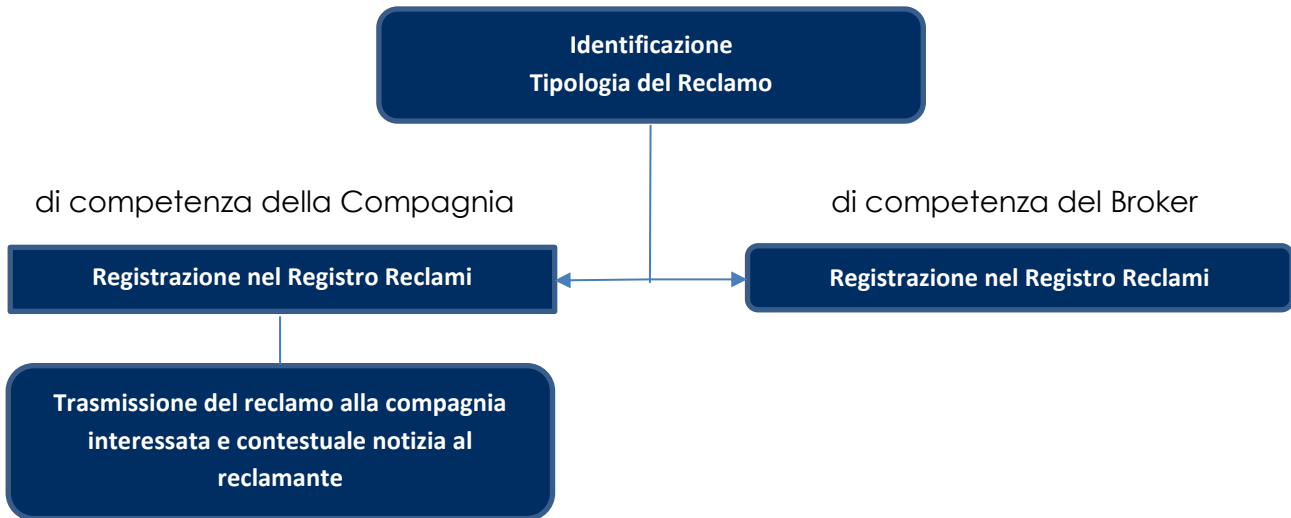 Identificazione
Tipologia del Reclamo
di competenza della Compagnia
di competenza del Broker
Registrazione nel Registro Reclami
Registrazione nel Registro Reclami
Trasmissione del reclamo alla compagnia
interessata e contestuale notizia al
reclamante